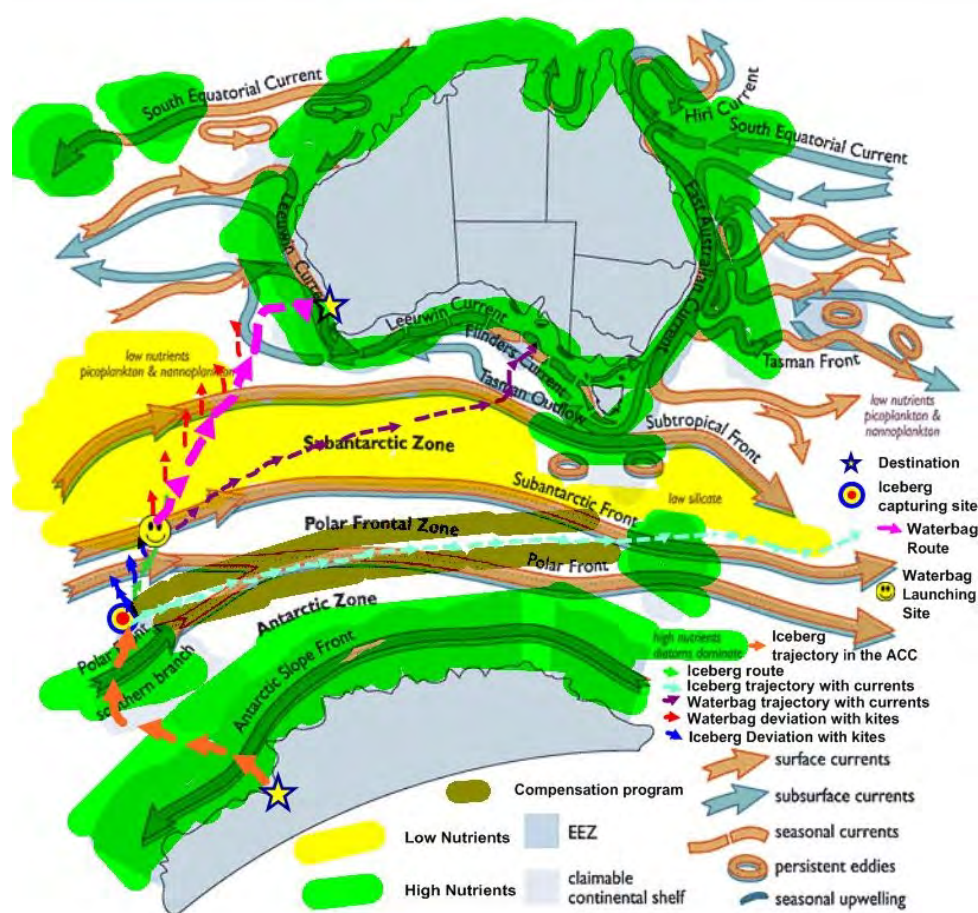 South Equatorial Current
Hiri Current
South Equatorial Current
Leeuwin Current
East Australian Current
Leeuwin Current
Flinders Current
Tasman Outflow
Tasman Front
low nutrients
picoplankton & nannoplankton
low nutrients
picoplankton &
nannoplankton
Subtropical Front
Subantarctic Zone
Subantarctic Front
low silicate
Polar Frontal Zone
Polar Front
Antarctic Zone
Polar Front
southern branch
Antarctic Slope Front
Destination
Iceberg
capturing site
Waterbag
Route
Waterbag
Launching
Site
high nutrients
diatoms dominate
Iceberg
trajectory in the ACC
Iceberg route
Iceberg trajectory with currents
Waterbag trajectory with currents
Waterbag deviation with kites
Iceberg Deviation with kites
Compensation program
Low Nutrients
High Nutrients
EEZ
claimable
continental shelf
surface currents
subsurface currents
seasonal currents
persistent eddies
seasonal upwelling